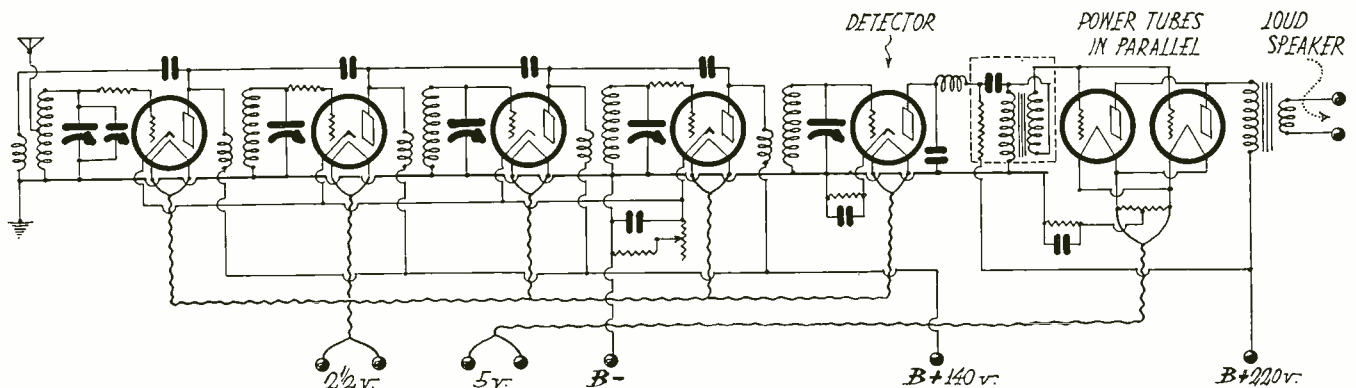 DETECTOR
POWER TUBES
IN PARALLEL
LOUD
SPEAKER
2½ v.
5 v.
B-
B+ 140 v.
B+ 220 v.